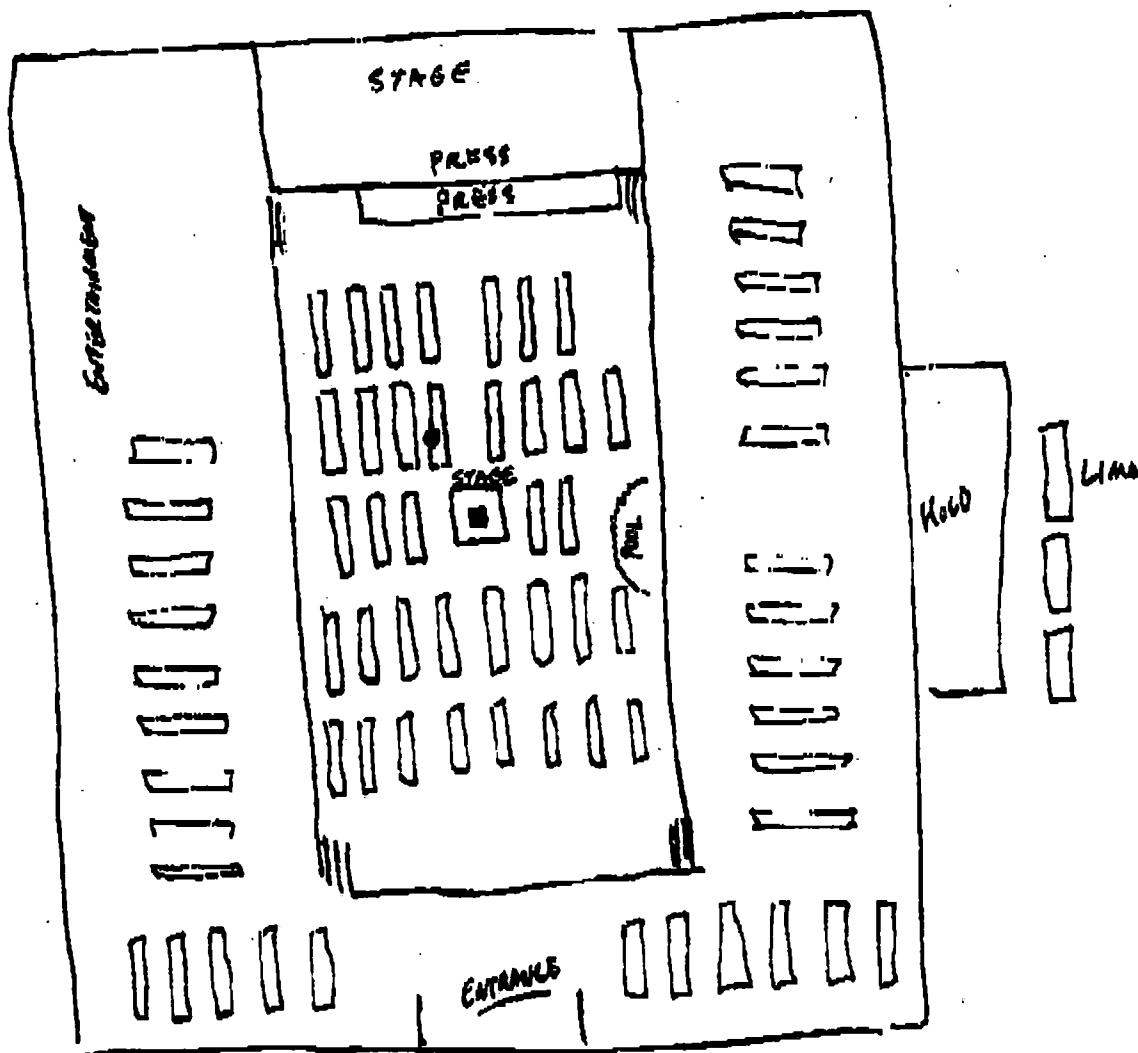 STAGE
PRESS
PRESS
ENTERTAINMENT
STAGE
POOL
HOLD
LIMO
ENTRANCE